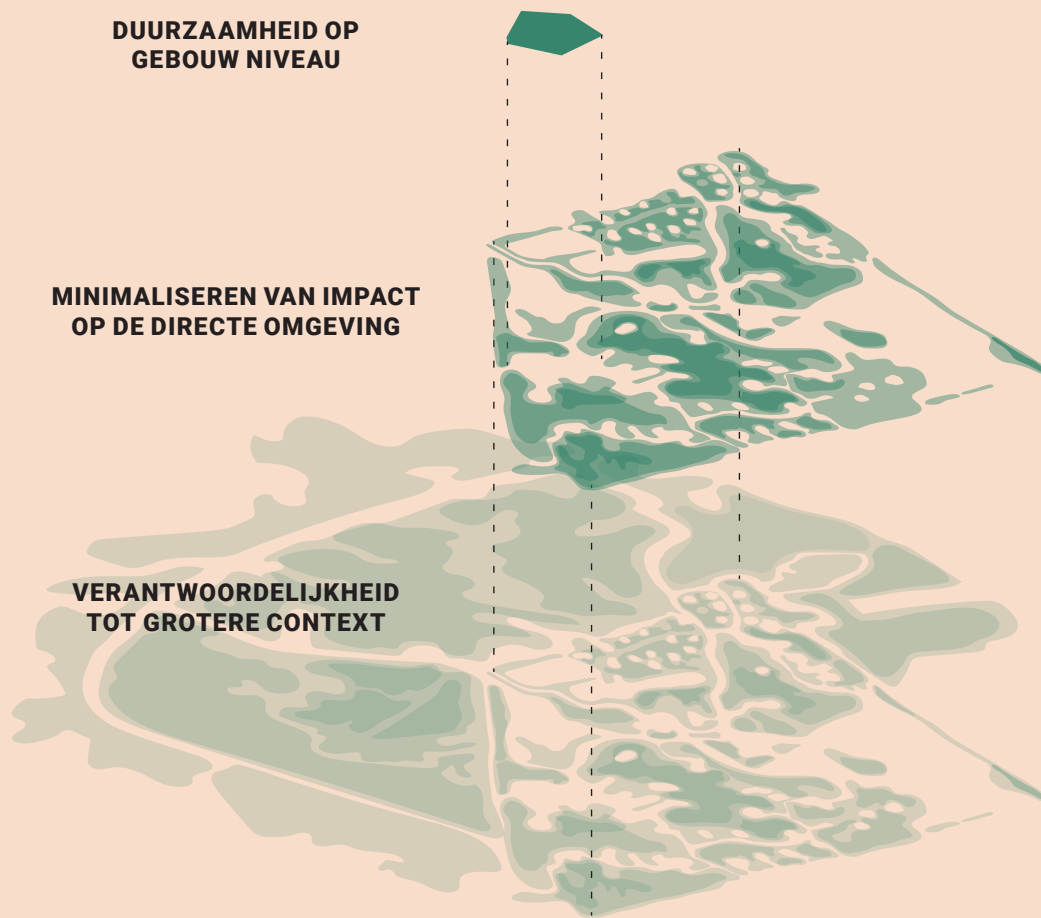 DUURZAAMHEID OP
GEBOUW NIVEAU
MINIMALISEREN VAN IMPACT
OP DE DIRECTE OMGEVING
VERANTWOORDELIJKHEID
TOT GROTERE CONTEXT